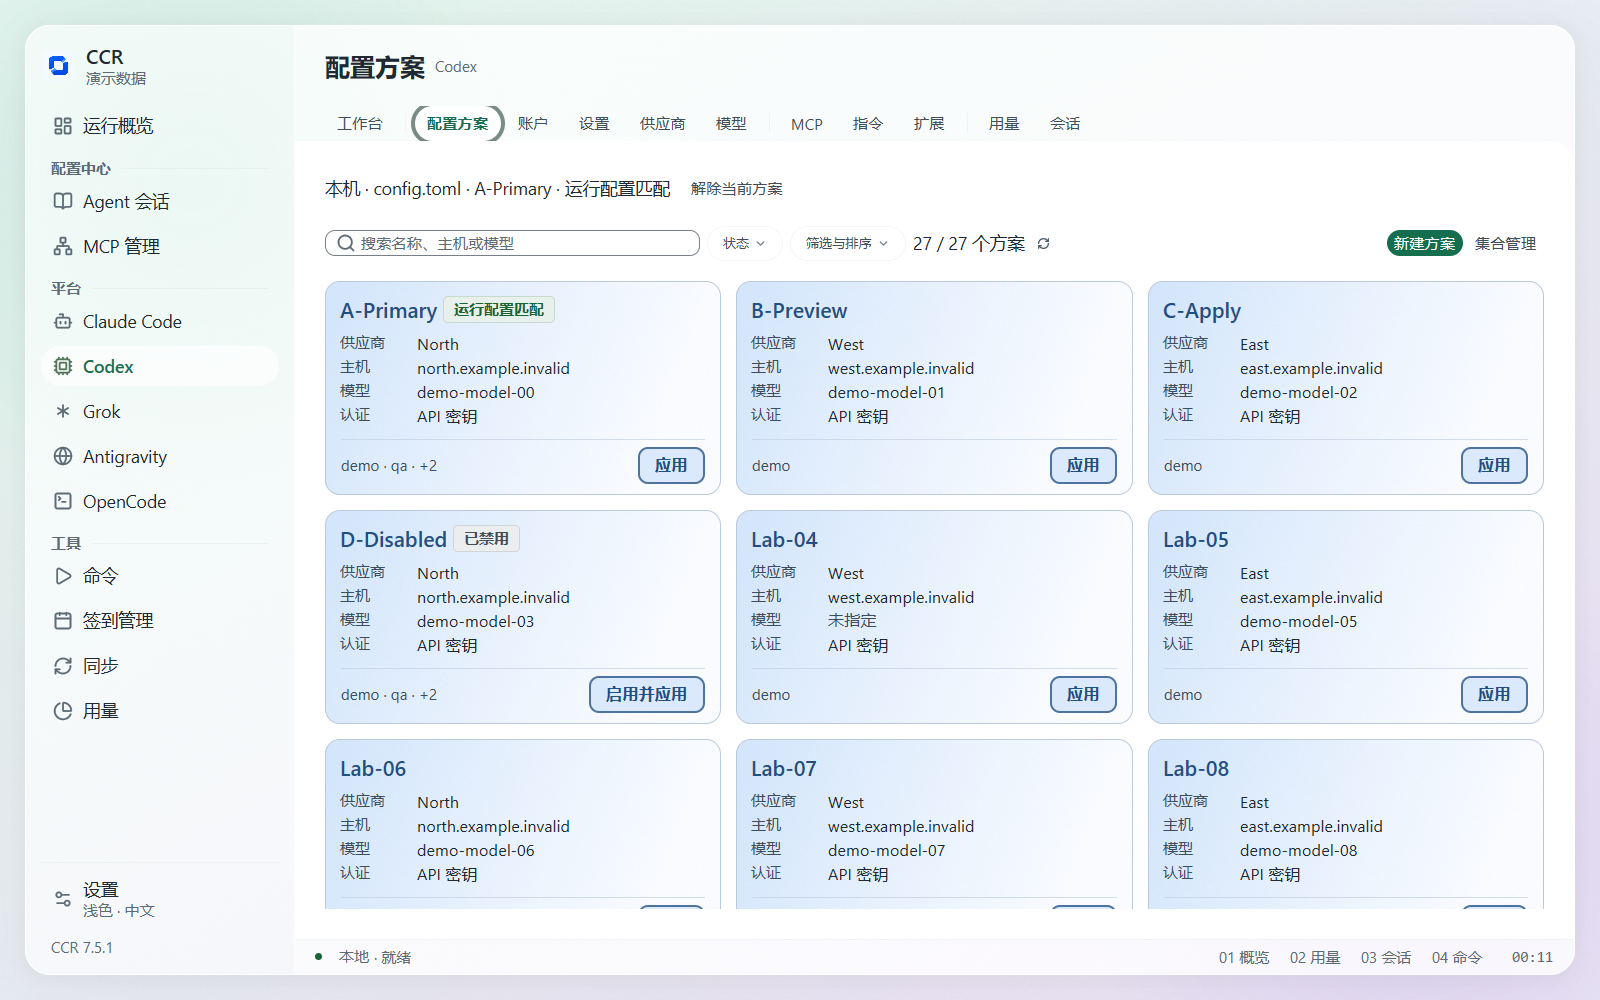 CCR
演示数据
运行概览
配置中心
Agent 会话
MCP 管理
平台
Claude Code
Codex
Grok
Antigravity
OpenCode
工具
命令
签到管理
同步
用量
设置
浅色 · 中文
CCR 7.5.1
配置方案 Codex
工作台 配置方案 账户 设置 供应商 模型 MCP 指令 扩展 用量 会话
本机 · config.toml · A-Primary · 运行配置匹配 解除当前方案
搜索名称、主机或模型 状态 筛选与排序 27 / 27 个方案 新建方案 集合管理
A-Primary 运行配置匹配
供应商 North
主机 north.example.invalid
模型 demo-model-00
认证 API 密钥
demo · qa · +2 应用
B-Preview
供应商 West
主机 west.example.invalid
模型 demo-model-01
认证 API 密钥
demo 应用
C-Apply
供应商 East
主机 east.example.invalid
模型 demo-model-02
认证 API 密钥
demo 应用
D-Disabled 已禁用
供应商 North
主机 north.example.invalid
模型 demo-model-03
认证 API 密钥
demo · qa · +2 启用并应用
Lab-04
供应商 West
主机 west.example.invalid
模型 未指定
认证 API 密钥
demo 应用
Lab-05
供应商 East
主机 east.example.invalid
模型 demo-model-05
认证 API 密钥
demo 应用
Lab-06
供应商 North
主机 north.example.invalid
模型 demo-model-06
认证 API 密钥
Lab-07
供应商 West
主机 west.example.invalid
模型 demo-model-07
认证 API 密钥
Lab-08
供应商 East
主机 east.example.invalid
模型 demo-model-08
认证 API 密钥
本地 · 就绪 01 概览 02 用量 03 会话 04 命令 00:11